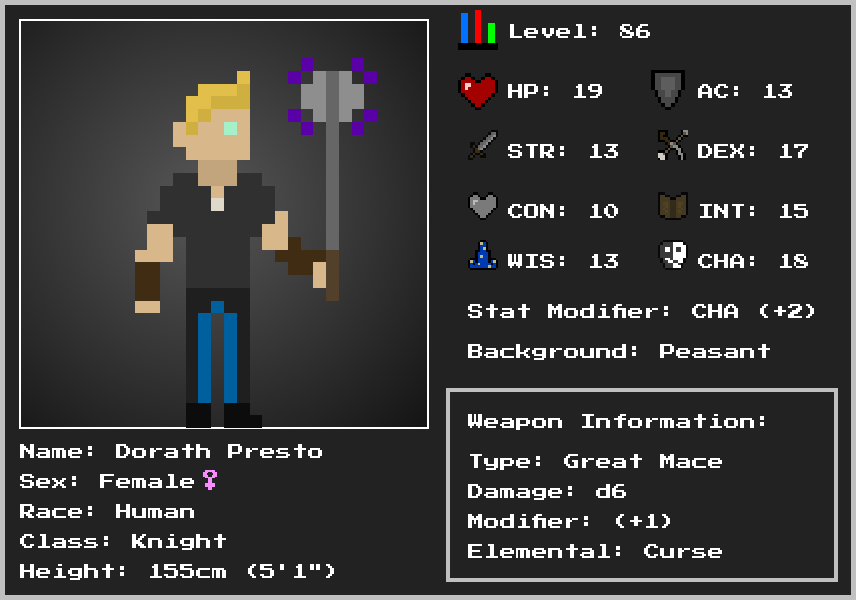 Level: 86
HP: 19
AC: 13
STR: 13
DEX: 17
CON: 10
INT: 15
WIS: 13
CHA: 18
Stat Modifier: CHA (+2)
Background: Peasant
Weapon Information:
Type: Great Mace
Damage: d6
Modifier: (+1)
Elemental: Curse
Name: Dorath Presto
Sex: Female♀
Race: Human
Class: Knight
Height: 155cm (5'1")